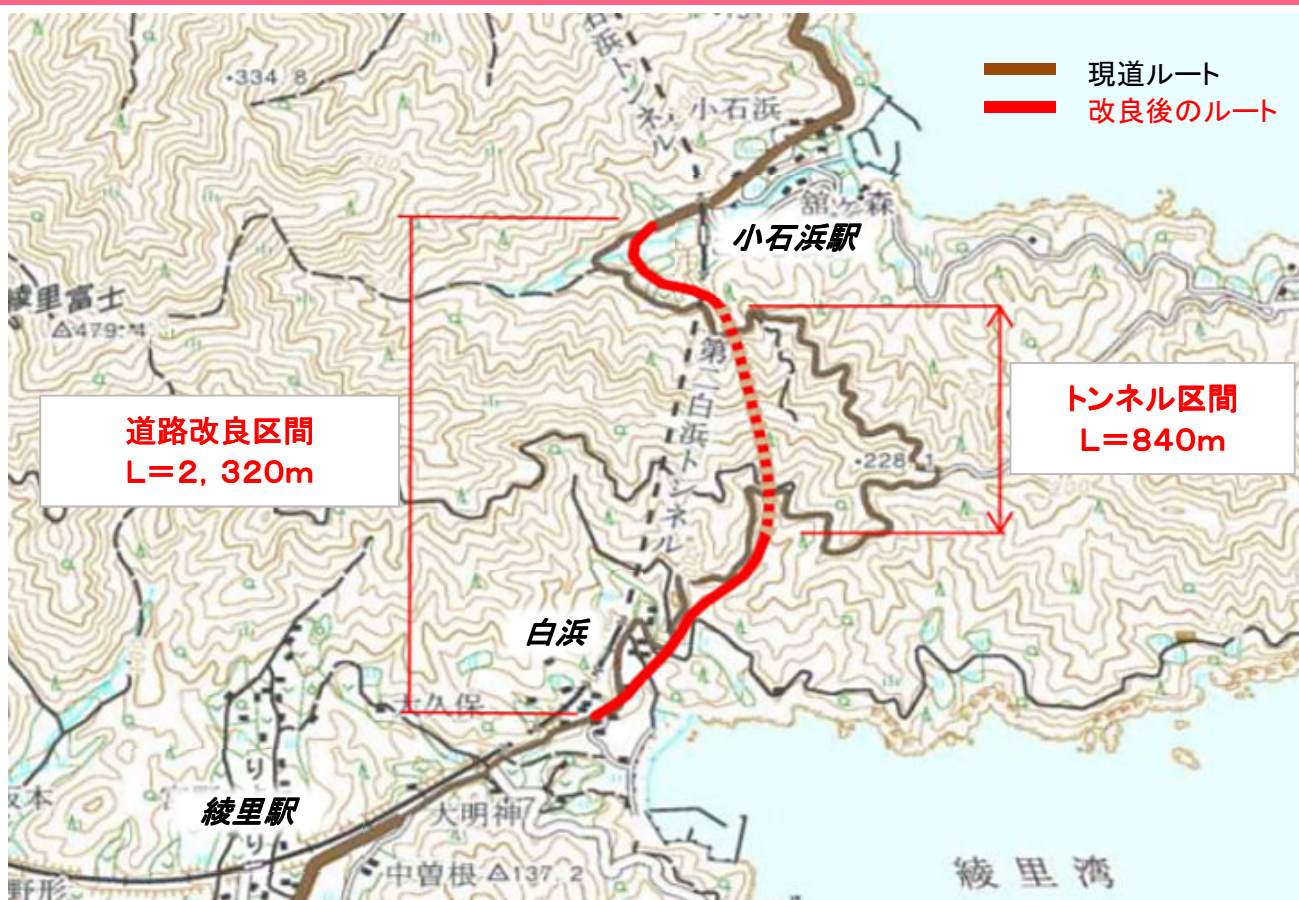 現道ルート
改良後のルート
・334.8
石浜トンネル
小石浜
舘ヶ森
小石浜駅
綾里富士
△479.4
第二白浜トンネル
道路改良区間
L=2, 320m
トンネル区間
L=840m
・228.1
白浜
大久保
綾里駅
大明神
中曽根 △137.2
野形
綾里湾